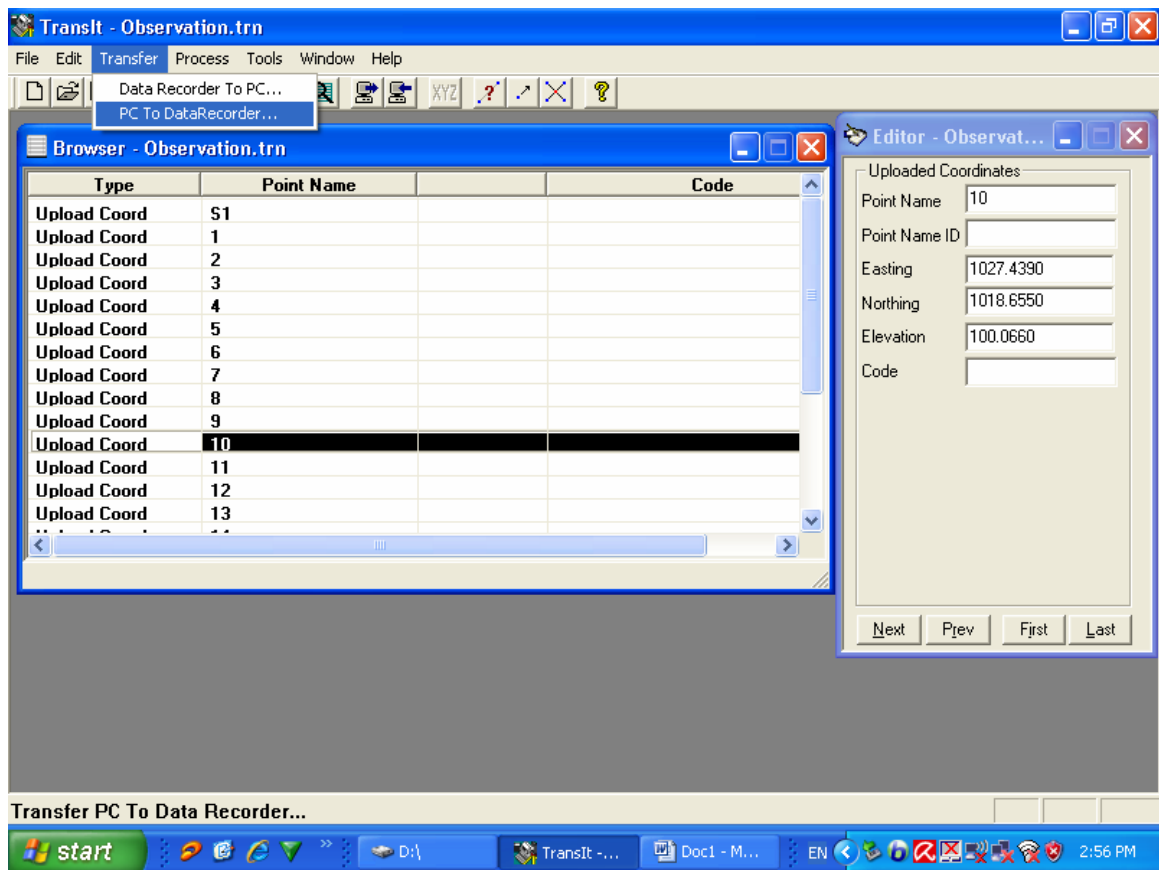 TransIt - Observation.trn
File Edit Transfer Process Tools Window Help
Data Recorder To PC...
PC To DataRecorder...
XYZ
Browser - Observation.trn
Type Point Name Code
Upload Coord S1
Upload Coord 1
Upload Coord 2
Upload Coord 3
Upload Coord 4
Upload Coord 5
Upload Coord 6
Upload Coord 7
Upload Coord 8
Upload Coord 9
Upload Coord 10
Upload Coord 11
Upload Coord 12
Upload Coord 13
Editor - Observat...
Uploaded Coordinates
Point Name 10
Point Name ID
Easting 1027.4390
Northing 1018.6550
Elevation 100.0660
Code
Next Prev First Last
Transfer PC To Data Recorder...
start D:\ TransIt -... Doc1 - M... EN 2:56 PM